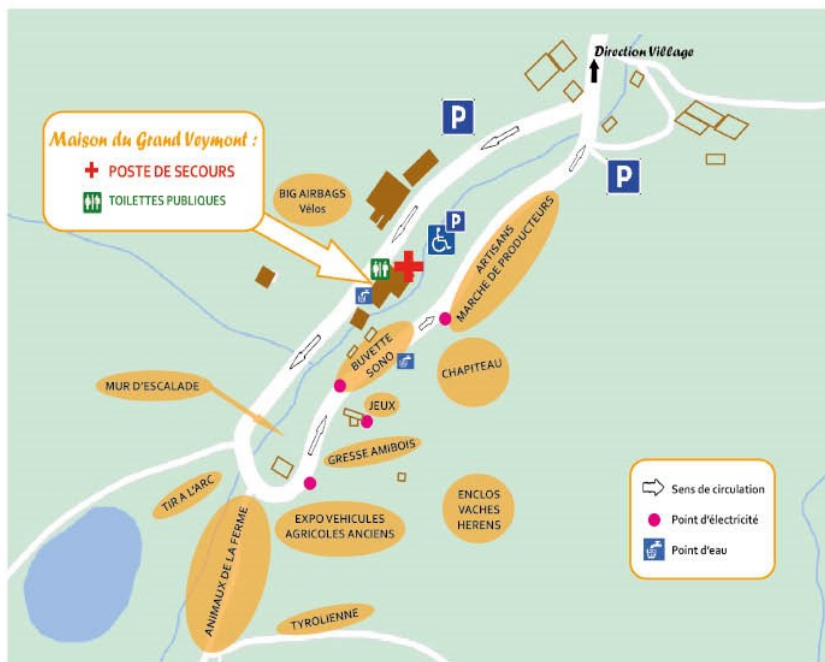 Direction Village
P
Maison du Grand Veymont :
POSTE DE SECOURS
TOILETTES PUBLIQUES
BIG AIRBAGS
Vélos
P
P
ARTISANS
MARCHE DE PRODUCTEURS
BUVETTE
SONO
CHAPITEAU
MUR D'ESCALADE
JEUX
GRESSE AMIBOIS
TIR A L'ARC
EXPO VEHICULES
AGRICOLES ANCIENS
ENCLOS
VACHES
HERENS
ANIMAUX DE LA FERME
TYROLIENNE
Sens de circulation
Point d'électricité
Point d'eau